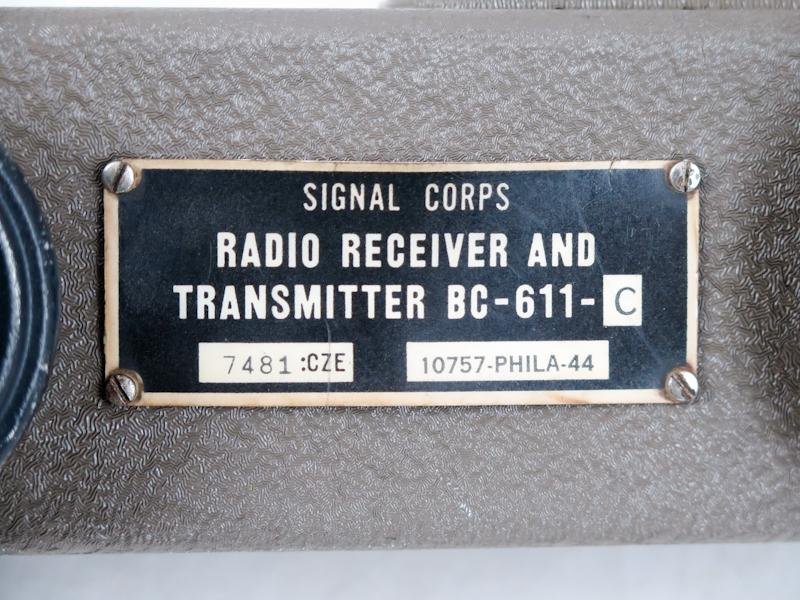 SIGNAL CORPS
RADIO RECEIVER AND
TRANSMITTER BC-611-C
7481:CZE 10757-PHILA-44